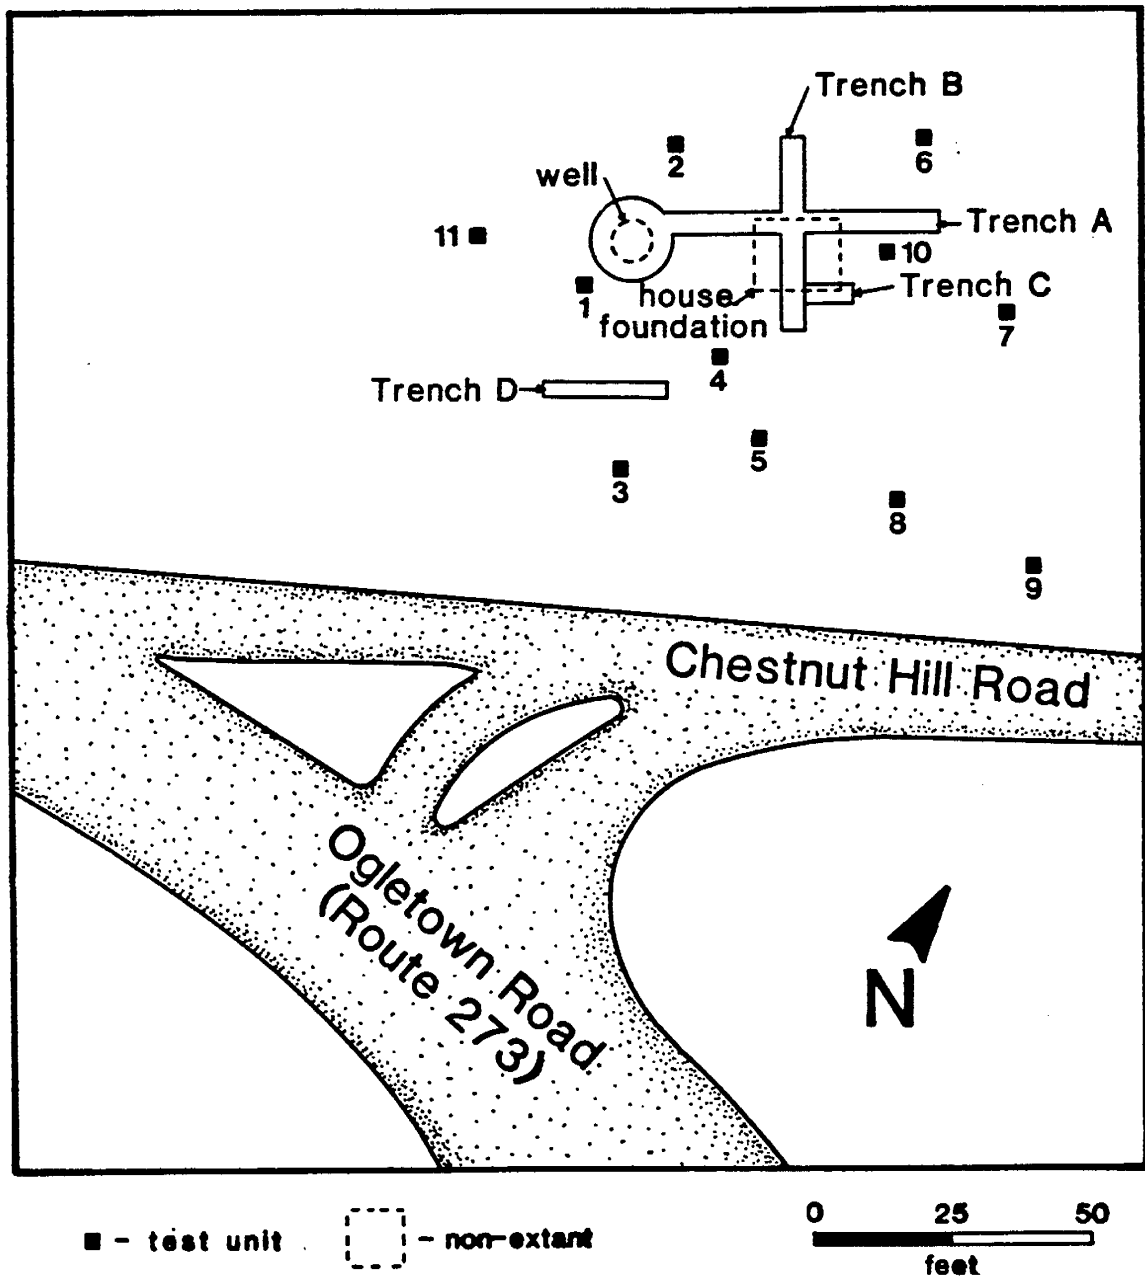 Trench B
2
6
well
11
Trench A
10
1
house
foundation
Trench C
7
4
Trench D
5
3
8
9
Chestnut Hill Road
Ogletown Road
(Route 273)
N
0 25 50
■ - test unit
- non-extant
feet